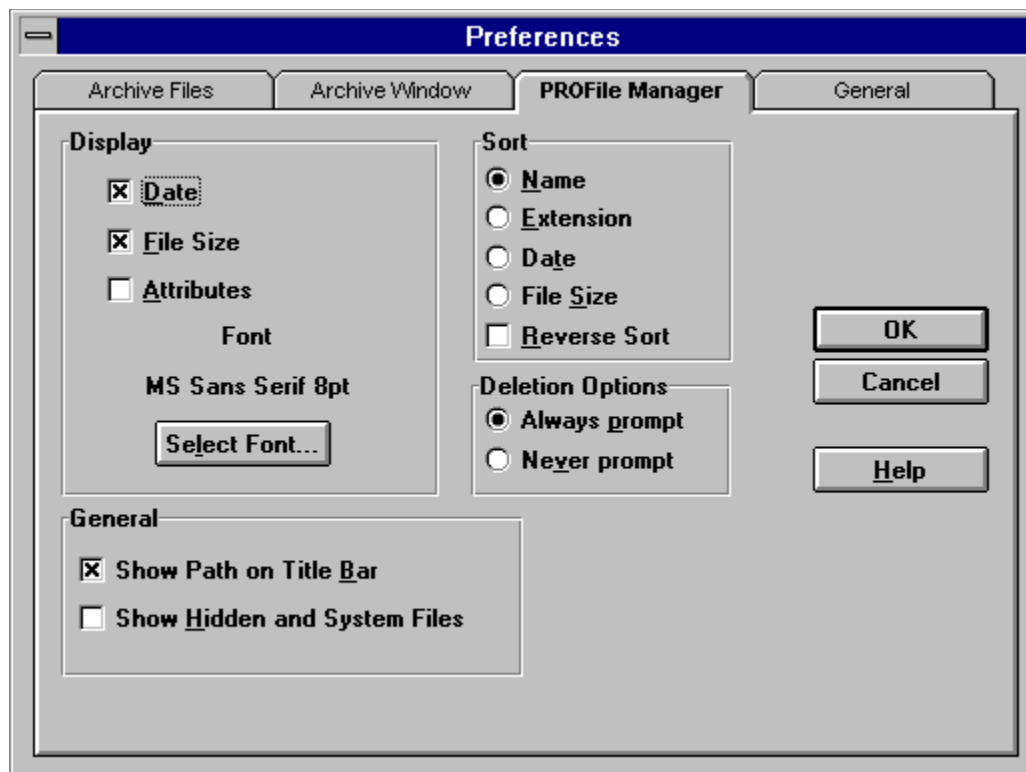 Preferences
Archive Files
Archive Window
PROFile Manager
General
Display
Date
File Size
Attributes
Font
MS Sans Serif 8pt
Select Font...
Sort
Name
Extension
Date
File Size
Reverse Sort
Deletion Options
Always prompt
Never prompt
OK
Cancel
Help
General
Show Path on Title Bar
Show Hidden and System Files